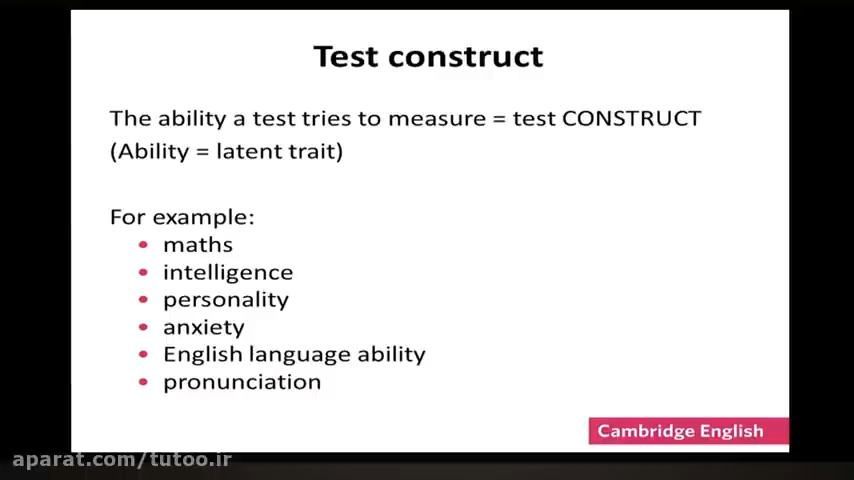 Test construct
The ability a test tries to measure = test CONSTRUCT
(Ability = latent trait)
For example:
• maths
• intelligence
• personality
• anxiety
• English language ability
• pronunciation
Cambridge English
aparat.com/tutoo.ir